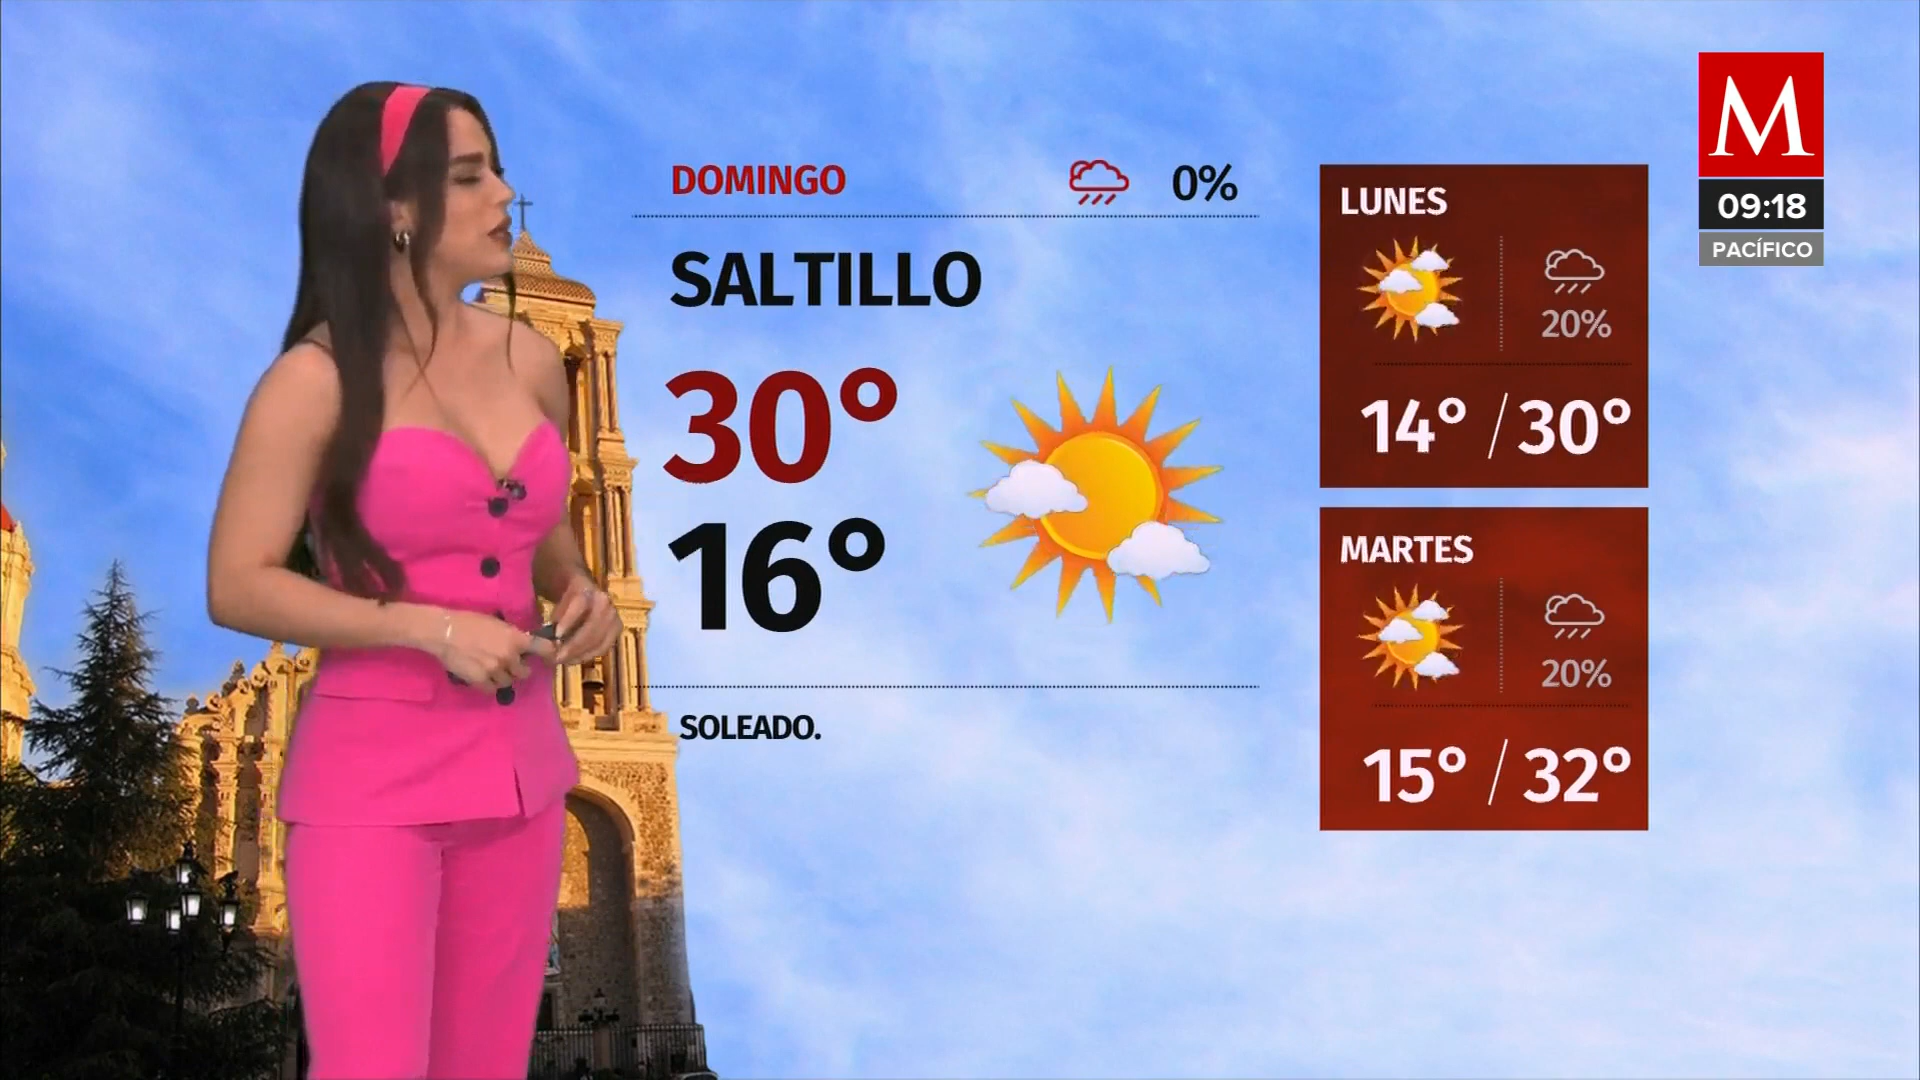 M
09:18
PACÍFICO
DOMINGO
0%
SALTILLO
30°
16°
SOLEADO.
LUNES
20%
14° / 30°
MARTES
20%
15° / 32°